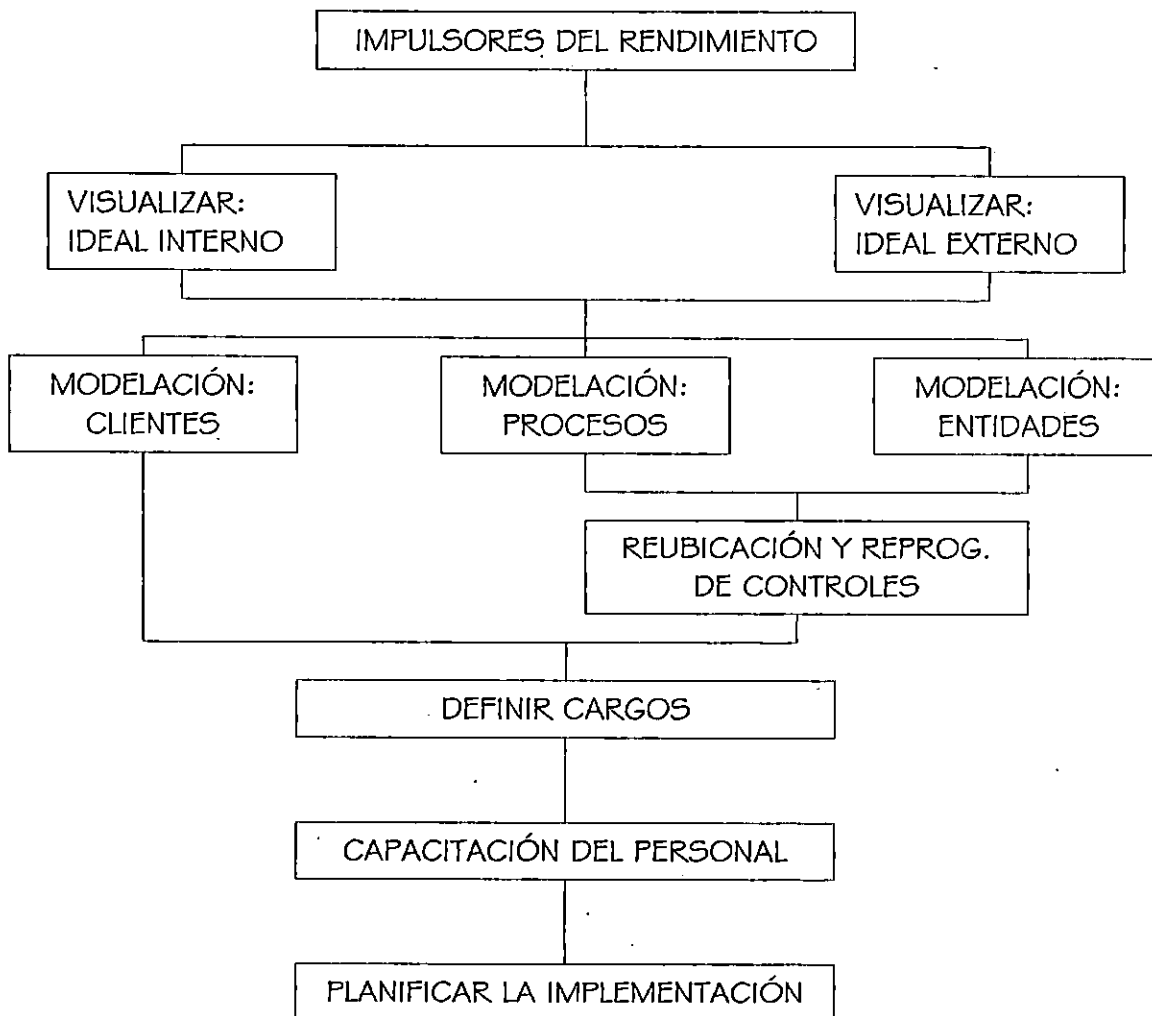 IMPULSORES DEL RENDIMIENTO
VISUALIZAR:
IDEAL INTERNO
VISUALIZAR:
IDEAL EXTERNO
MODELACIÓN:
CLIENTES
MODELACIÓN:
PROCESOS
MODELACIÓN:
ENTIDADES
REUBICACIÓN Y REPROG.
DE CONTROLES
DEFINIR CARGOS
CAPACITACIÓN DEL PERSONAL
PLANIFICAR LA IMPLEMENTACIÓN